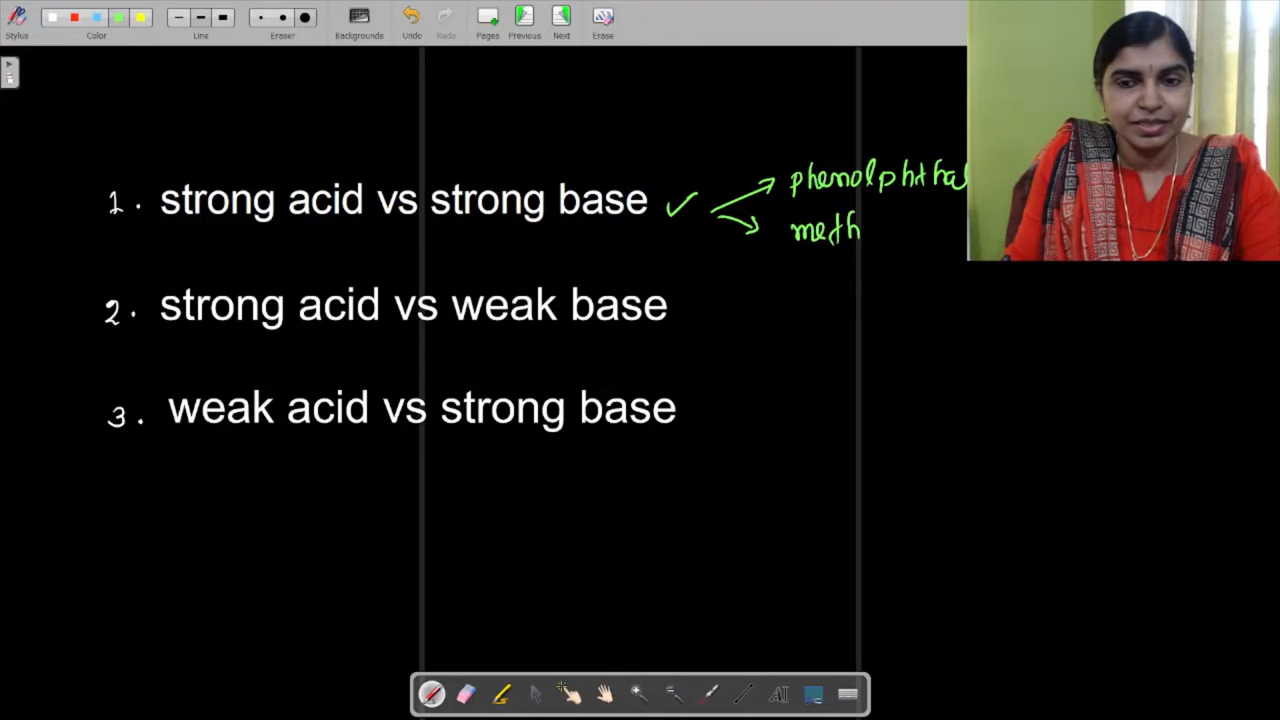 Stylus
Color
Line
Eraser
Backgrounds
Undo
Redo
Pages
Previous
Next
Erase
1. strong acid vs strong base ✓
phenolphthal
meth
2. strong acid vs weak base
3. weak acid vs strong base
AI